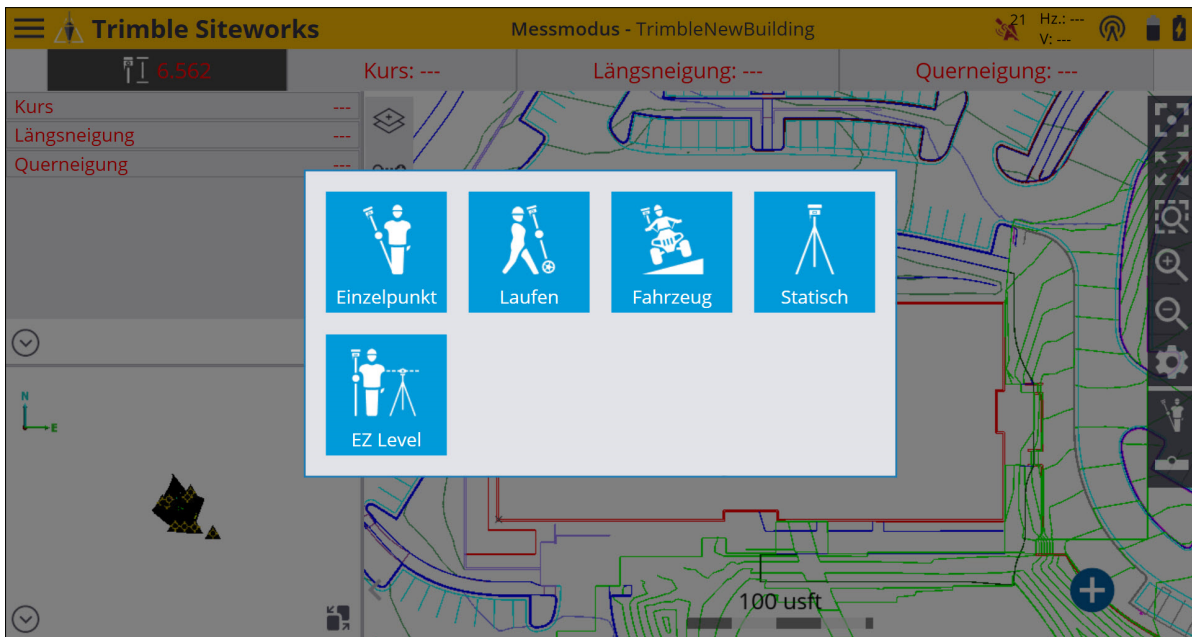 Trimble Siteworks
Messmodus - TrimbleNewBuilding
21
Hz.: ---
V: ---
6.562
Kurs: ---
Längsneigung: ---
Querneigung: ---
Kurs ---
Längsneigung ---
Querneigung ---
Einzelpunkt
Laufen
Fahrzeug
Statisch
EZ Level
N
E
100 usft